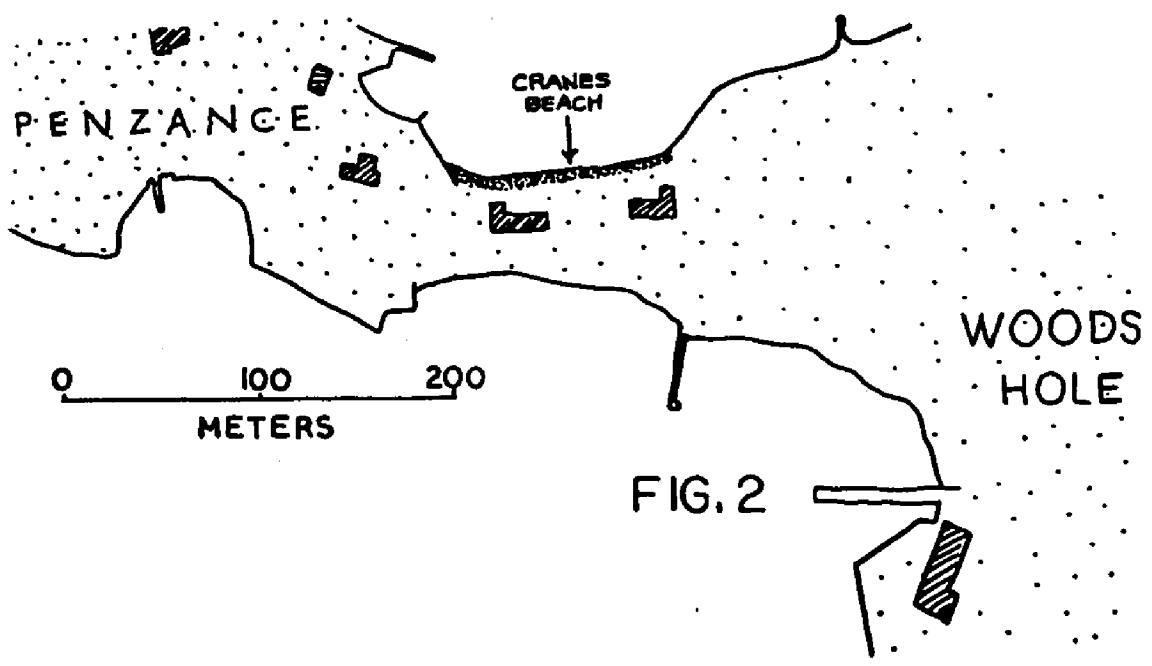 CRANES
BEACH
PENZANCE
WOODS
HOLE
0 100 200
METERS
FIG. 2